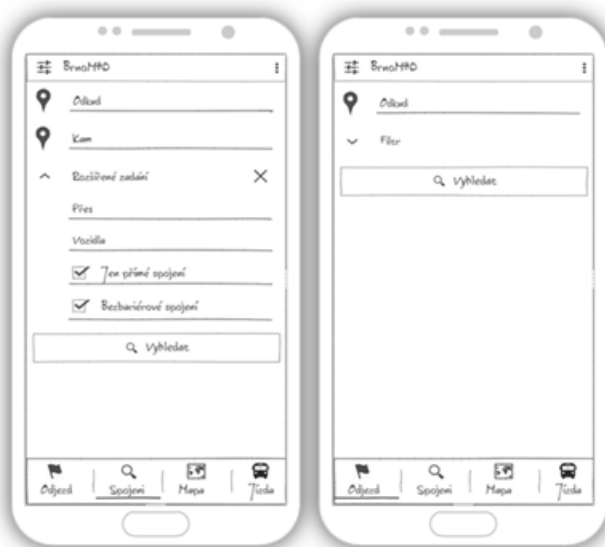 BrnoMHD
Odkud
Kam
Rozšířené zadání
Přes
Vozidla
Jen přímé spojení
Bezbariérové spojení
Vyhledat
Odjezd
Spojení
Mapa
Jízda
BrnoMHD
Odkud
Filtr
Vyhledat
Odjezd
Spojení
Mapa
Jízda